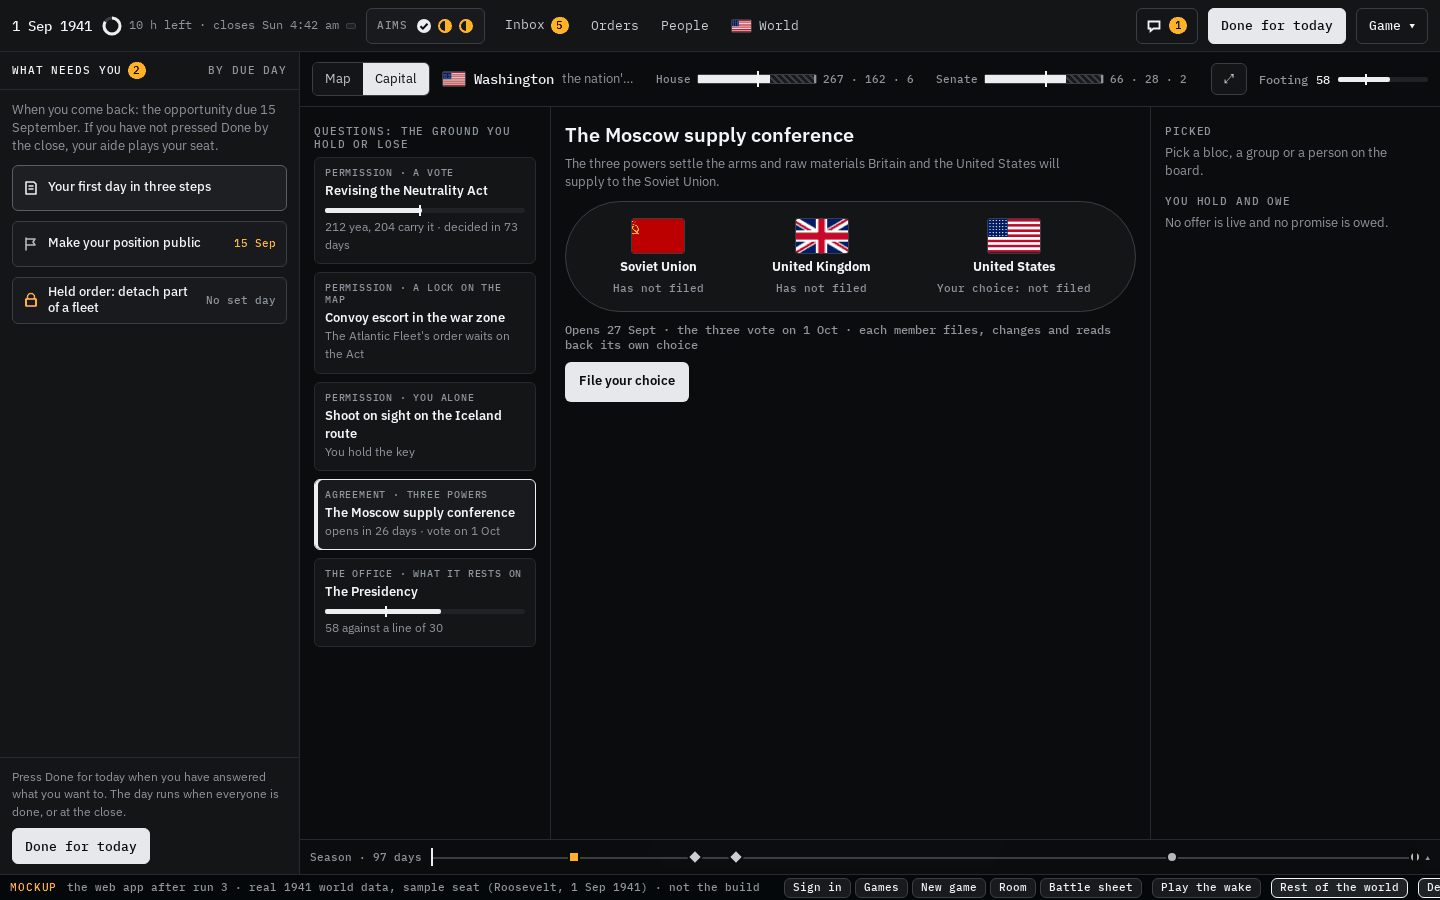 1 Sep 1941 10 h left · closes Sun 4:42 am AIMS Inbox 5 Orders People World 1 Done for today Game ▾
WHAT NEEDS YOU 2 BY DUE DAY
When you come back: the opportunity due 15
September. If you have not pressed Done by
the close, your aide plays your seat.
Your first day in three steps
Make your position public 15 Sep
Held order: detach part
of a fleet
No set day
Press Done for today when you have answered
what you want to. The day runs when everyone is
done, or at the close.
Done for today
Map Capital Washington the nation'... House 267 · 162 · 6 Senate 66 · 28 · 2 Footing 58
QUESTIONS: THE GROUND YOU
HOLD OR LOSE
PERMISSION · A VOTE
Revising the Neutrality Act
212 yea, 204 carry it · decided in 73
days
PERMISSION · A LOCK ON THE
MAP
Convoy escort in the war zone
The Atlantic Fleet's order waits on
the Act
PERMISSION · YOU ALONE
Shoot on sight on the Iceland
route
You hold the key
AGREEMENT · THREE POWERS
The Moscow supply conference
opens in 26 days · vote on 1 Oct
THE OFFICE · WHAT IT RESTS ON
The Presidency
58 against a line of 30
The Moscow supply conference
The three powers settle the arms and raw materials Britain and the United States will
supply to the Soviet Union.
Soviet Union United Kingdom United States
Has not filed Has not filed Your choice: not filed
Opens 27 Sept · the three vote on 1 Oct · each member files, changes and reads
back its own choice
File your choice
PICKED
Pick a bloc, a group or a person on the
board.
YOU HOLD AND OWE
No offer is live and no promise is owed.
Season · 97 days
MOCKUP the web app after run 3 · real 1941 world data, sample seat (Roosevelt, 1 Sep 1941) · not the build Sign in Games New game Room Battle sheet Play the wake Rest of the world De